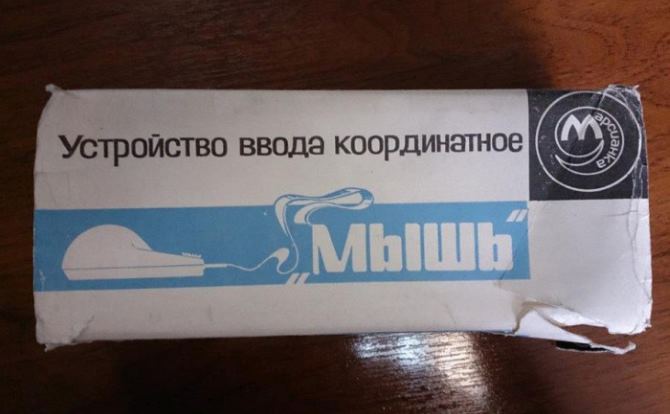 Устройство ввода координатное
Марсианка
„Мышь“